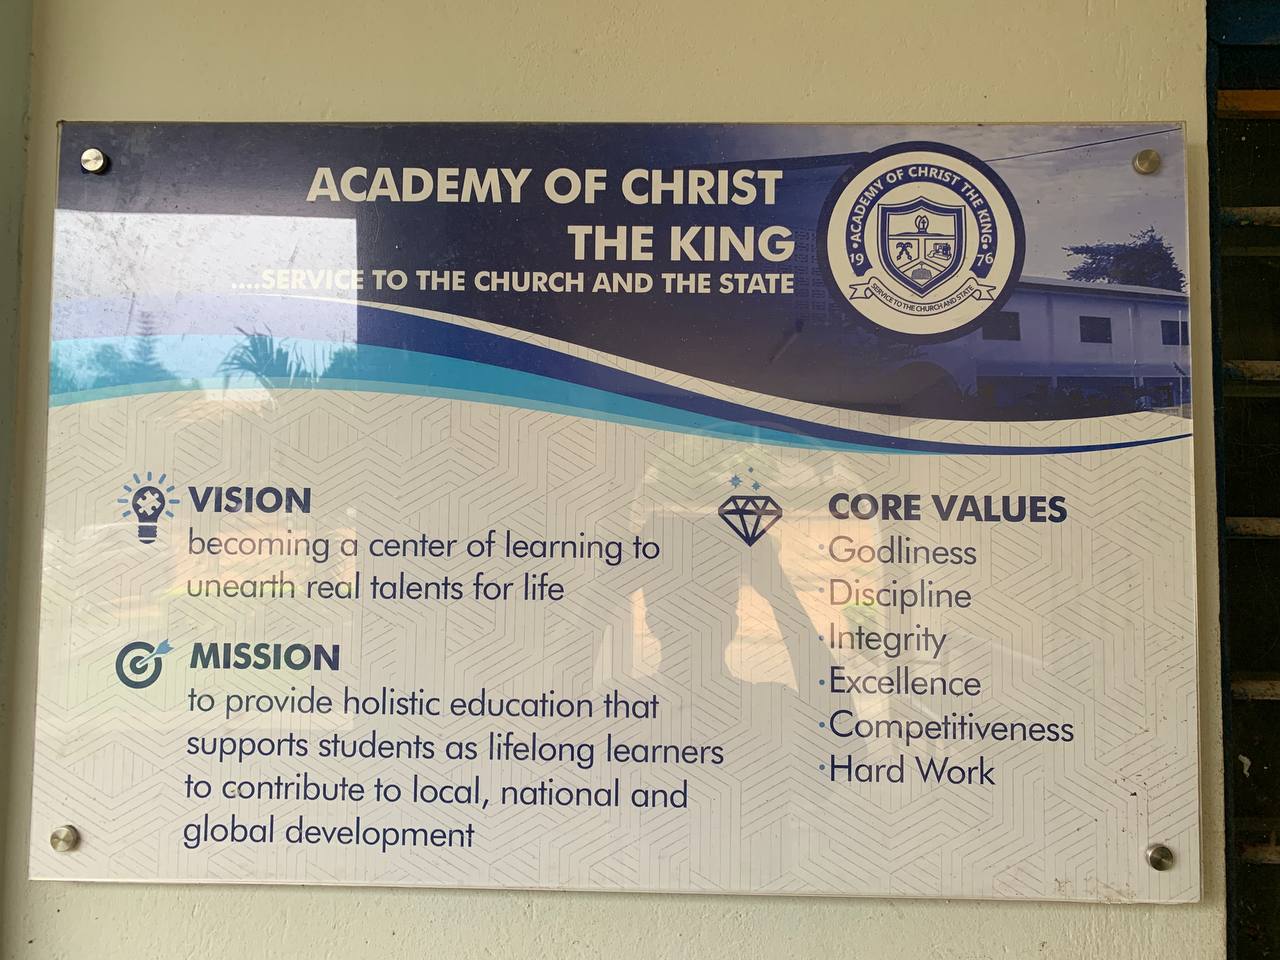 ACADEMY OF CHRIST
THE KING
....SERVICE TO THE CHURCH AND THE STATE
ACADEMY OF CHRIST THE KING
19 76
SERVICE TO THE CHURCH AND STATE
VISION
becoming a center of learning to
unearth real talents for life
MISSION
to provide holistic education that
supports students as lifelong learners
to contribute to local, national and
global development
CORE VALUES
·Godliness
·Discipline
·Integrity
·Excellence
·Competitiveness
·Hard Work